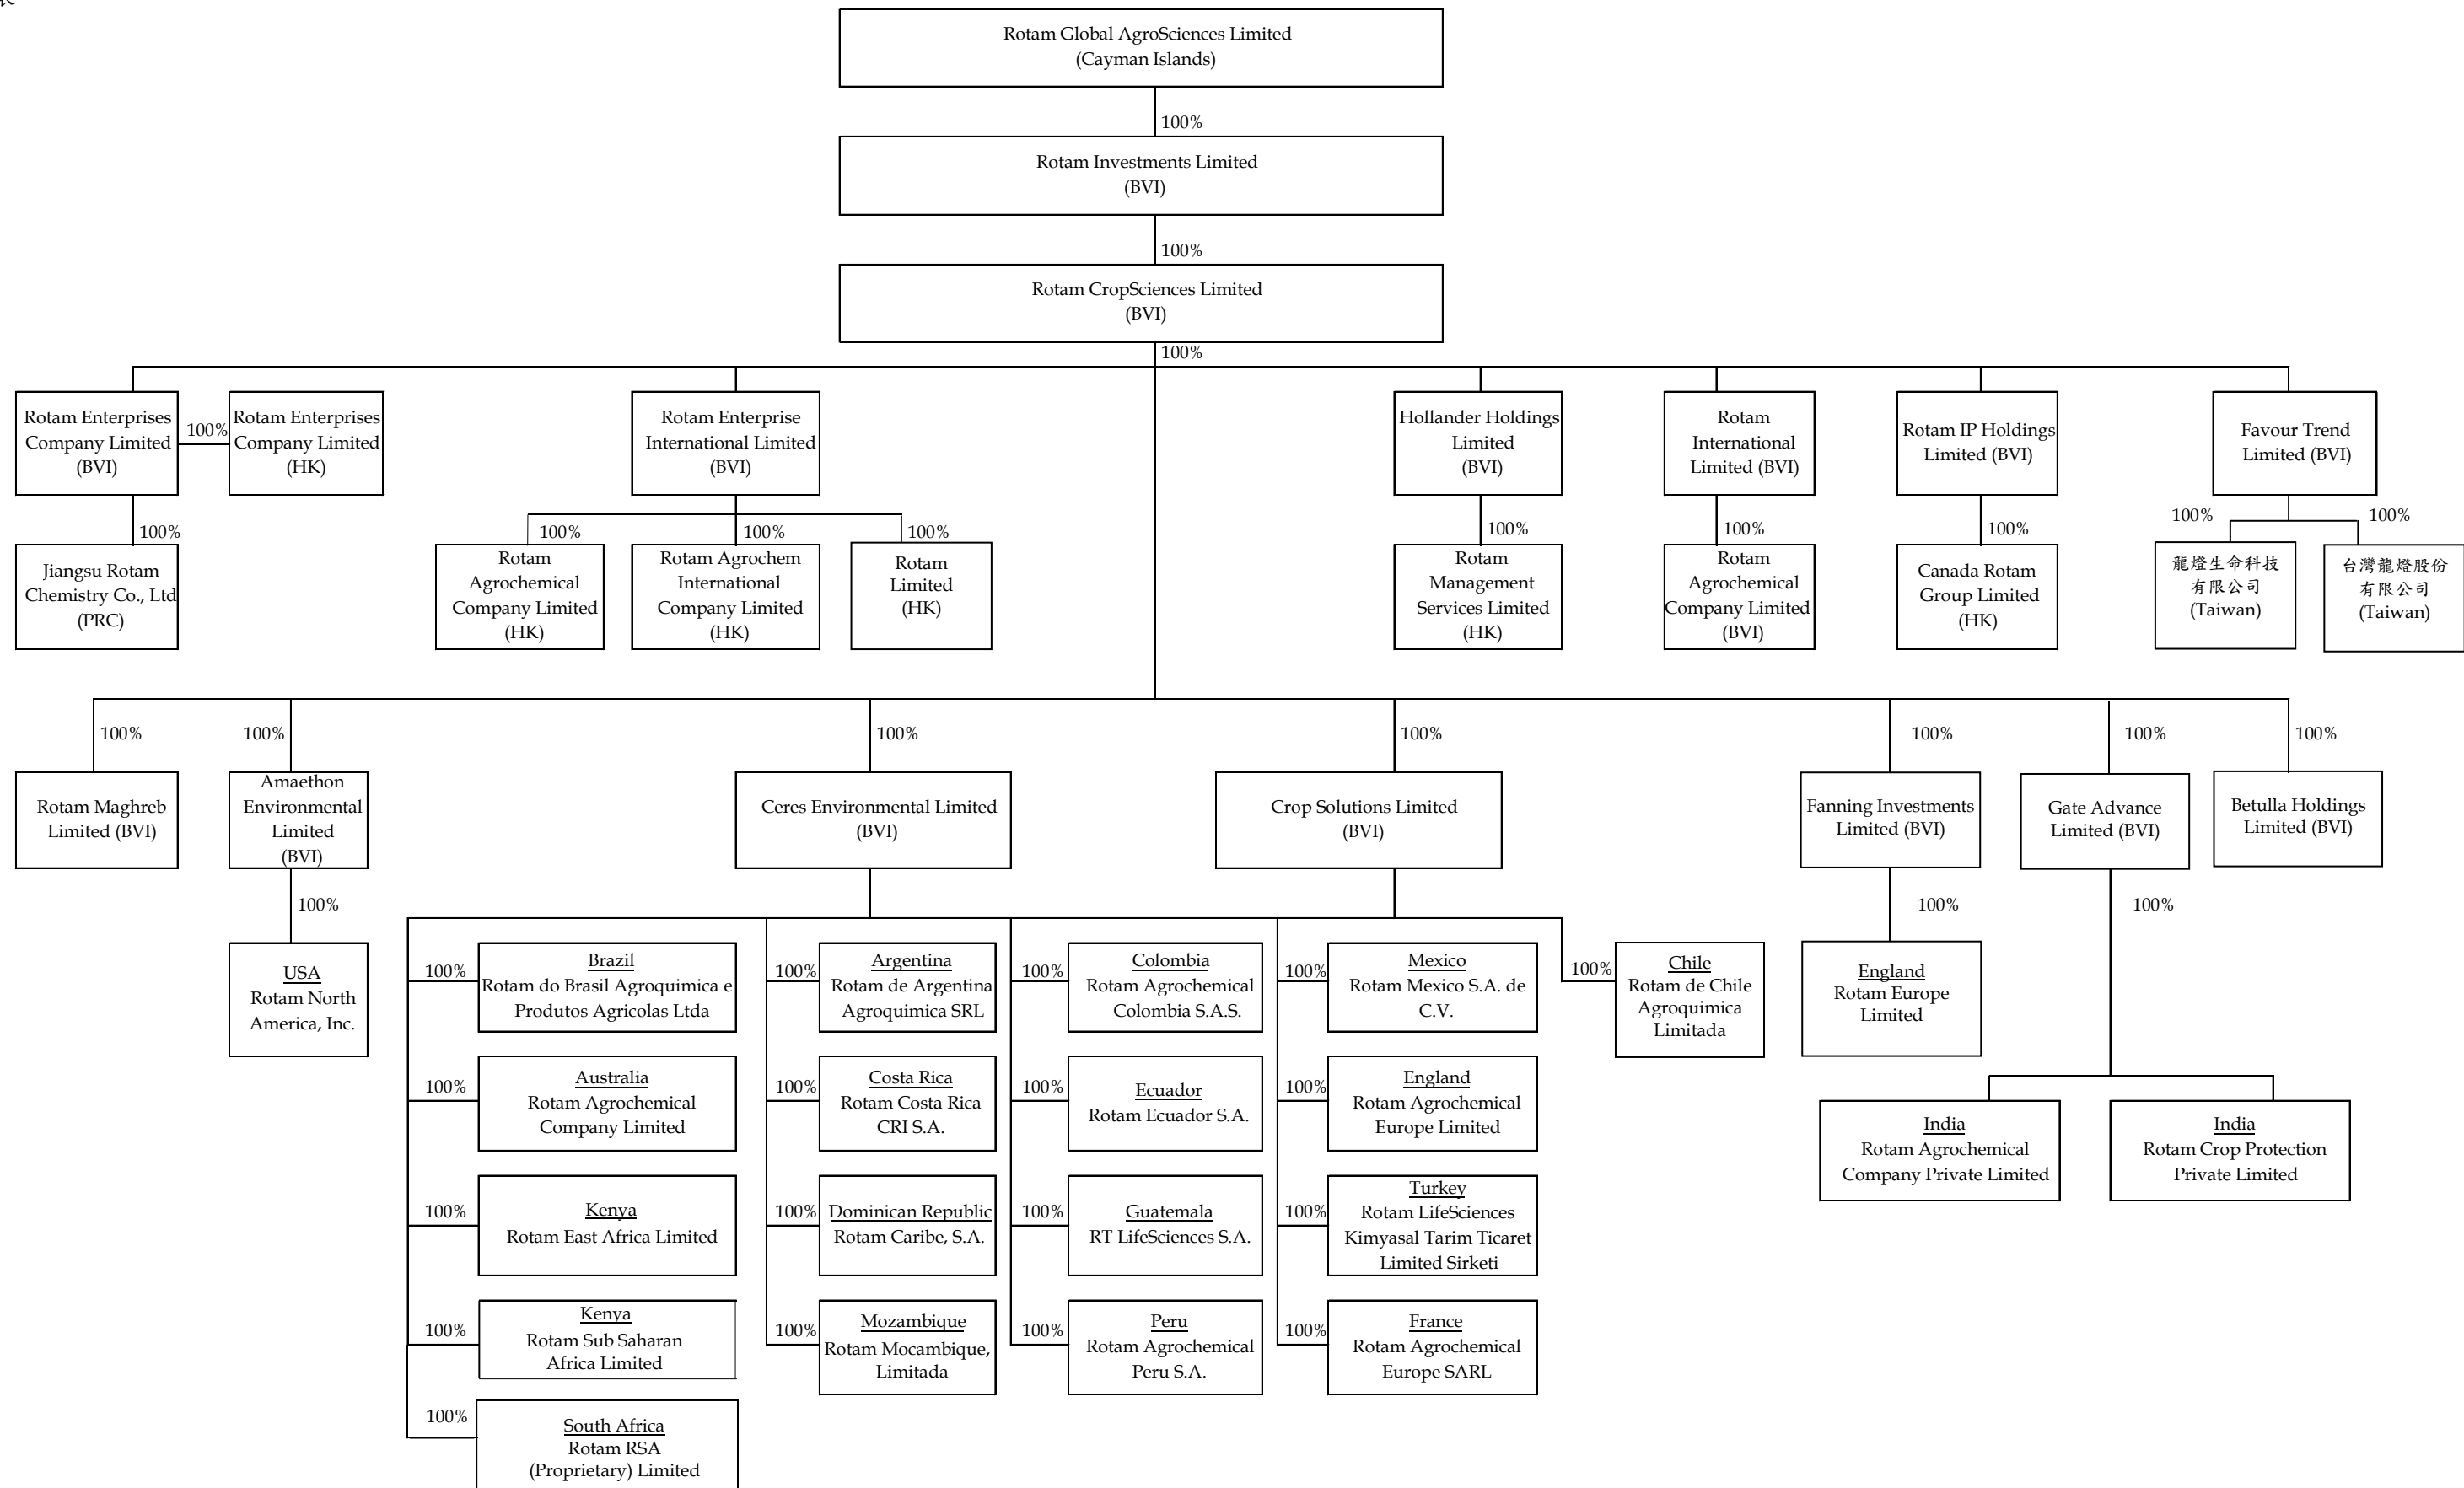 Rotam Global AgroSciences Limited
(Cayman Islands)
100%
Rotam Investments Limited
(BVI)
100%
Rotam CropSciences Limited
(BVI)
100%
Rotam Enterprises
Company Limited
(BVI)
100%
Rotam Enterprises
Company Limited
(HK)
Rotam Enterprise
International Limited
(BVI)
Hollander Holdings
Limited
(BVI)
Rotam
International
Limited (BVI)
Rotam IP Holdings
Limited (BVI)
Favour Trend
Limited (BVI)
100%
100%
100%
100%
100%
100%
100%
100%
100%
Jiangsu Rotam
Chemistry Co., Ltd
(PRC)
Rotam
Agrochemical
Company Limited
(HK)
Rotam Agrochem
International
Company Limited
(HK)
Rotam
Limited
(HK)
Rotam
Management
Services Limited
(HK)
Rotam
Agrochemical
Company Limited
(BVI)
Canada Rotam
Group Limited
(HK)
龍燈生命科技
有限公司
(Taiwan)
台灣龍燈股份
有限公司
(Taiwan)
100%
100%
100%
100%
100%
100%
100%
Rotam Maghreb
Limited (BVI)
Amaethon
Environmental
Limited
(BVI)
Ceres Environmental Limited
(BVI)
Crop Solutions Limited
(BVI)
Fanning Investments
Limited (BVI)
Gate Advance
Limited (BVI)
Betulla Holdings
Limited (BVI)
100%
100%
100%
USA
Rotam North
America, Inc.
100%
Brazil
Rotam do Brasil Agroquimica e
Produtos Agricolas Ltda
100%
Argentina
Rotam de Argentina
Agroquimica SRL
100%
Colombia
Rotam Agrochemical
Colombia S.A.S.
100%
Mexico
Rotam Mexico S.A. de
C.V.
100%
Chile
Rotam de Chile
Agroquimica
Limitada
England
Rotam Europe
Limited
100%
Australia
Rotam Agrochemical
Company Limited
100%
Costa Rica
Rotam Costa Rica
CRI S.A.
100%
Ecuador
Rotam Ecuador S.A.
100%
England
Rotam Agrochemical
Europe Limited
India
Rotam Agrochemical
Company Private Limited
India
Rotam Crop Protection
Private Limited
100%
Kenya
Rotam East Africa Limited
100%
Dominican Republic
Rotam Caribe, S.A.
100%
Guatemala
RT LifeSciences S.A.
100%
Turkey
Rotam LifeSciences
Kimyasal Tarim Ticaret
Limited Sirketi
100%
Kenya
Rotam Sub Saharan
Africa Limited
100%
Mozambique
Rotam Mocambique,
Limitada
100%
Peru
Rotam Agrochemical
Peru S.A.
100%
France
Rotam Agrochemical
Europe SARL
100%
South Africa
Rotam RSA
(Proprietary) Limited